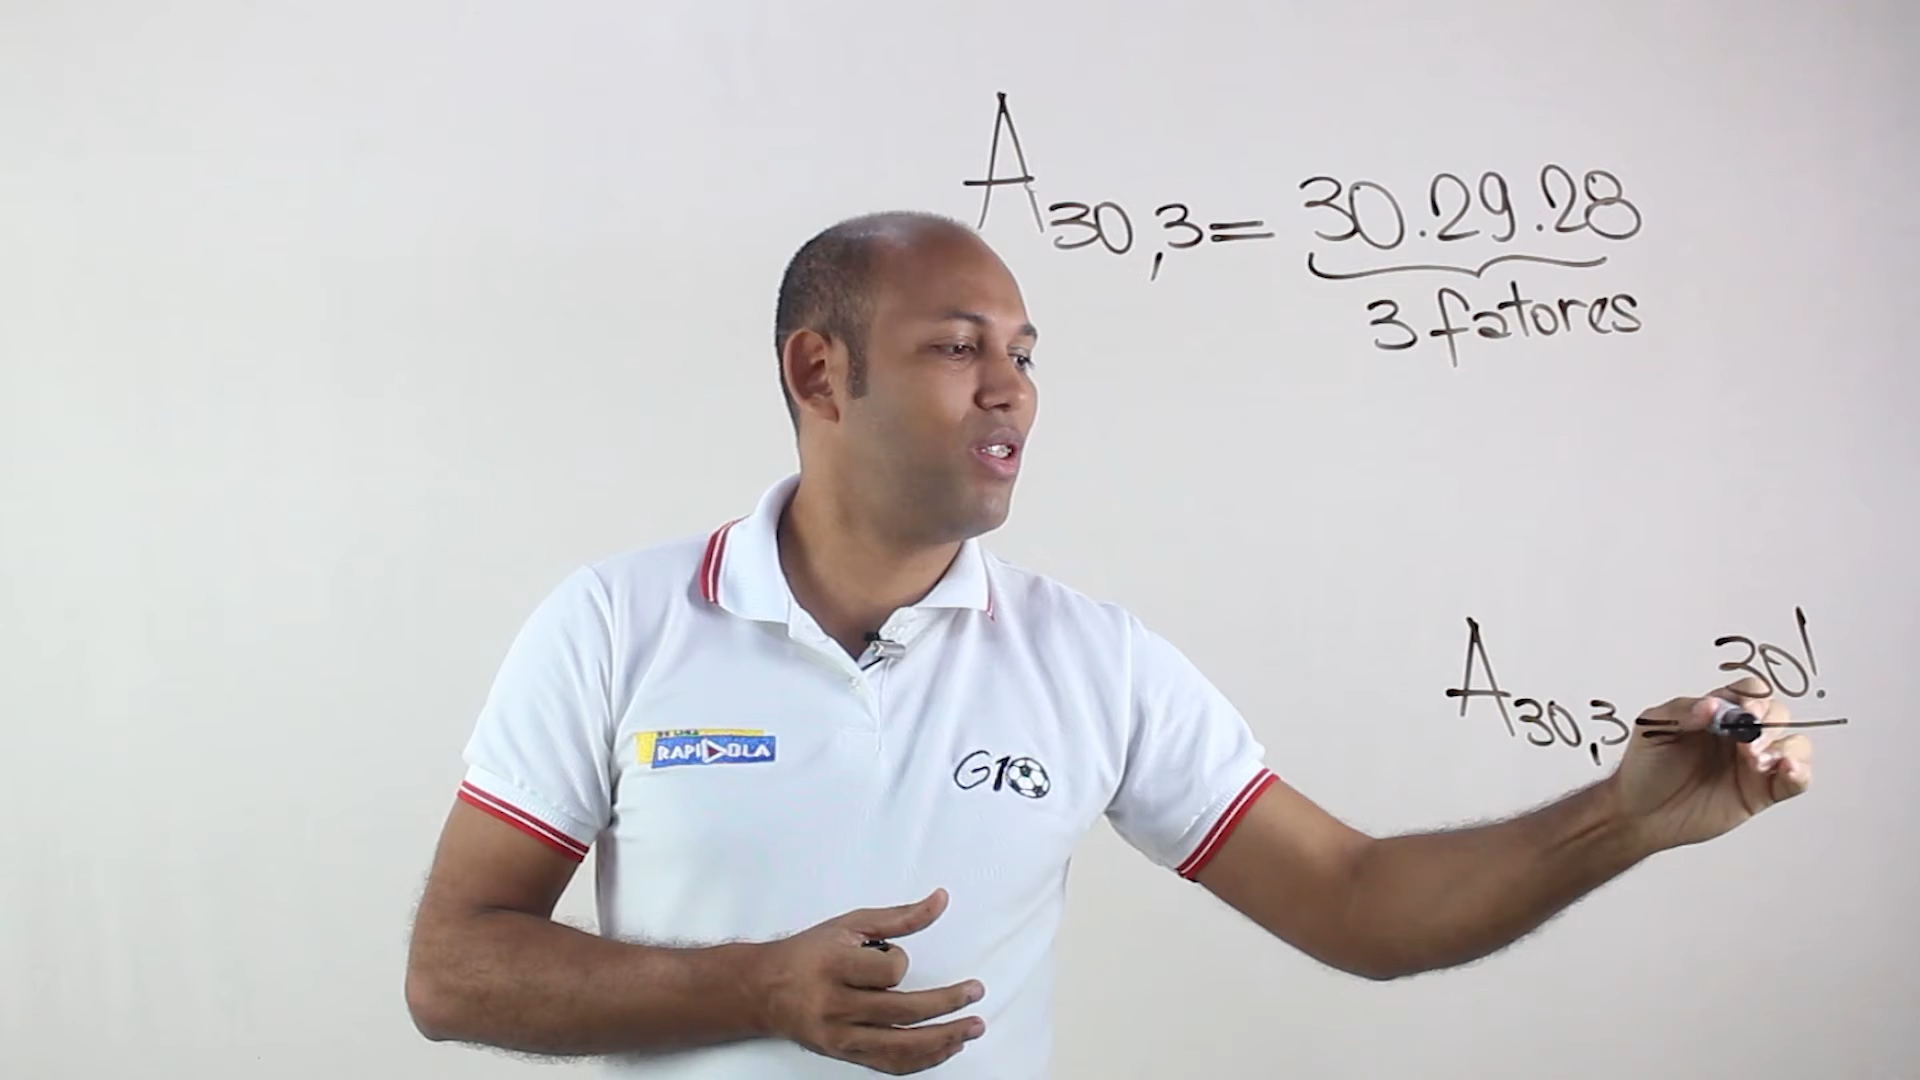 A30,3 = 30.29.28
3 fatores
A30,3 = 30!
RAPIDOLA
G10